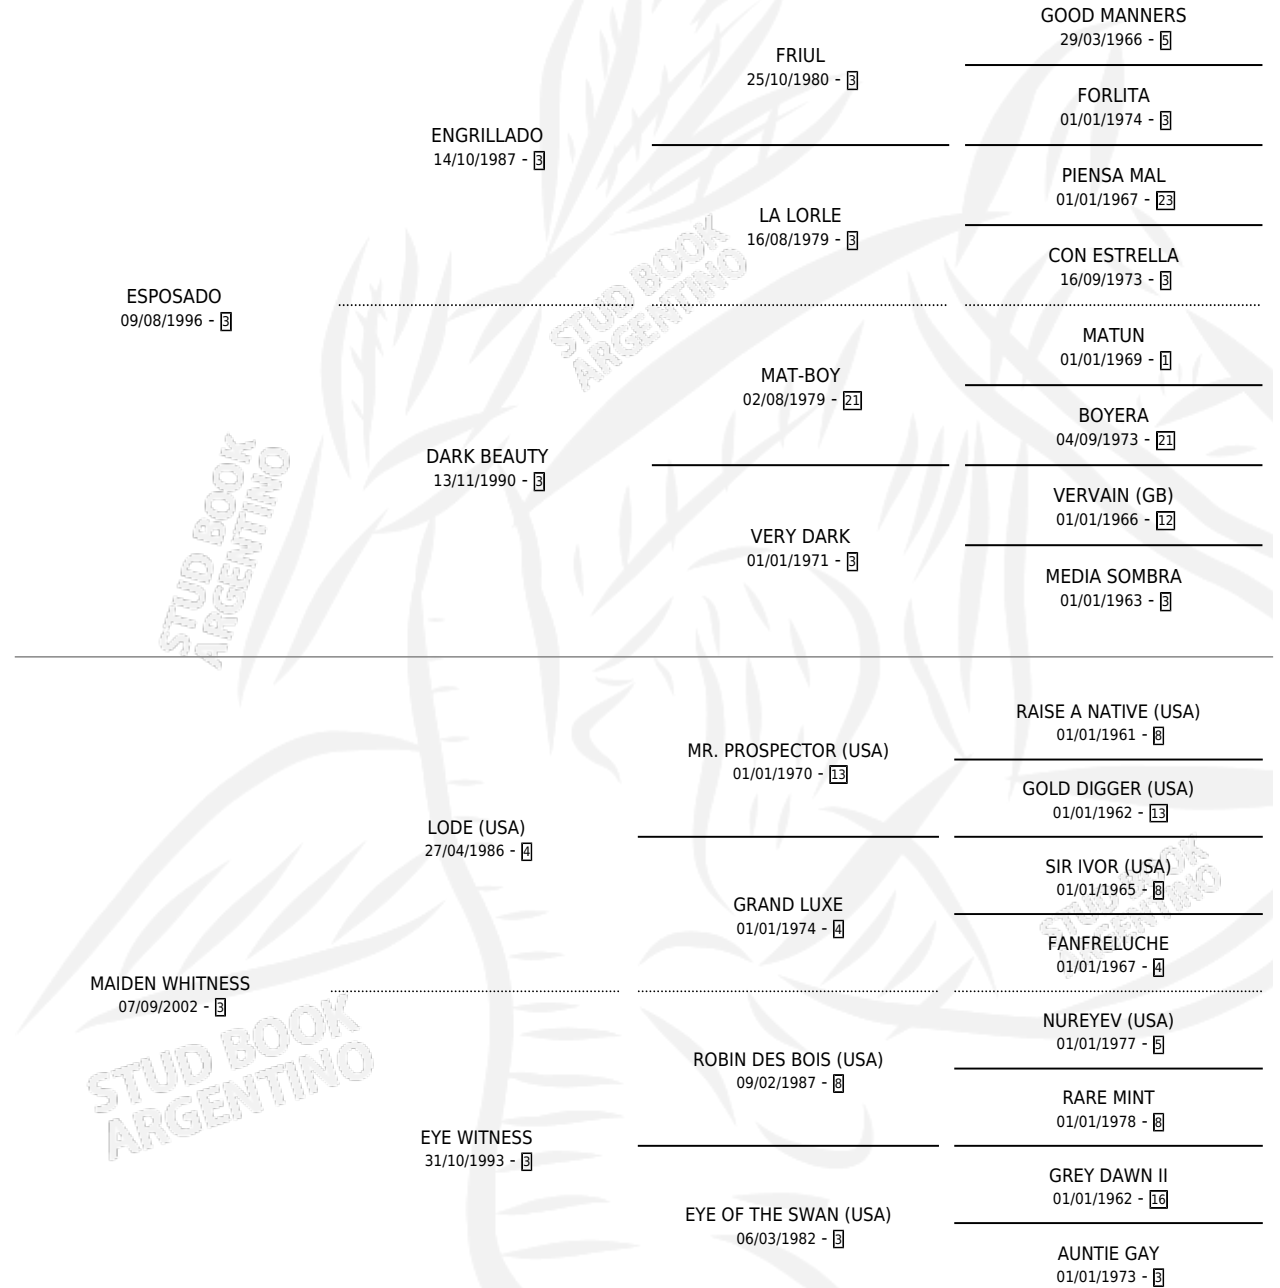 GOOD MANNERS
29/03/1966 - 5
FRIUL
25/10/1980 - 3
FORLITA
01/01/1974 - 3
ENGRILLADO
14/10/1987 - 3
PIENSA MAL
01/01/1967 - 23
LA LORLE
16/08/1979 - 3
CON ESTRELLA
16/09/1973 - 3
ESPOSADO
09/08/1996 - 3
MATUN
01/01/1969 - 1
MAT-BOY
02/08/1979 - 21
BOYERA
04/09/1973 - 21
DARK BEAUTY
13/11/1990 - 3
VERVAIN (GB)
01/01/1966 - 12
VERY DARK
01/01/1971 - 3
MEDIA SOMBRA
01/01/1963 - 3
RAISE A NATIVE (USA)
01/01/1961 - 8
MR. PROSPECTOR (USA)
01/01/1970 - 13
GOLD DIGGER (USA)
01/01/1962 - 13
LODE (USA)
27/04/1986 - 4
SIR IVOR (USA)
01/01/1965 - 8
GRAND LUXE
01/01/1974 - 4
FANFRELUCHE
01/01/1967 - 4
MAIDEN WHITNESS
07/09/2002 - 3
NUREYEV (USA)
01/01/1977 - 5
ROBIN DES BOIS (USA)
09/02/1987 - 8
RARE MINT
01/01/1978 - 8
EYE WITNESS
31/10/1993 - 3
GREY DAWN II
01/01/1962 - 16
EYE OF THE SWAN (USA)
06/03/1982 - 3
AUNTIE GAY
01/01/1973 - 3
STUD BOOK
ARGENTINO
STUD BOOK
ARGENTINO
STUD BOOK
ARGENTINO
STUD BOOK
ARGENTINO